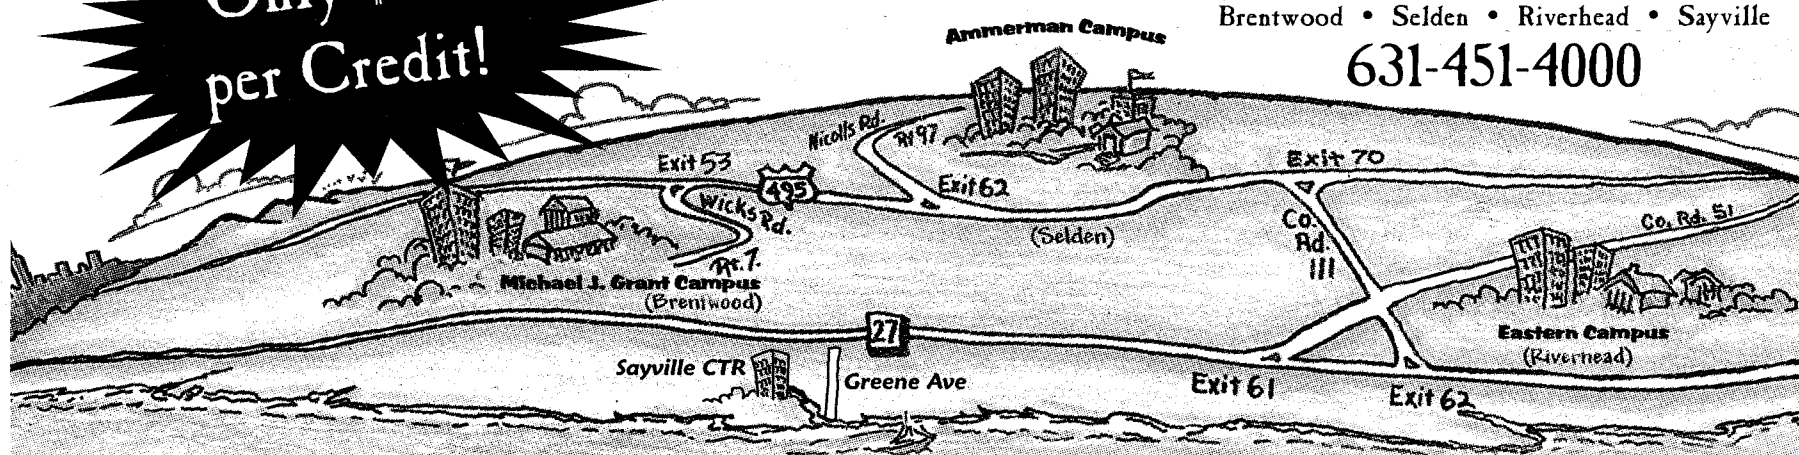 Only
per Credit!
Brentwood • Selden • Riverhead • Sayville
631-451-4000
Ammerman Campus
Nicolls Rd.
Rt 97
Exit 53
495
Exit 62
Exit 70
Wicks Rd.
Rt. 7.
(Selden)
Co.
Rd.
111
Co. Rd. 51
Michael J. Grant Campus
(Brentwood)
27
Eastern Campus
(Riverhead)
Sayville CTR
Greene Ave
Exit 61
Exit 62